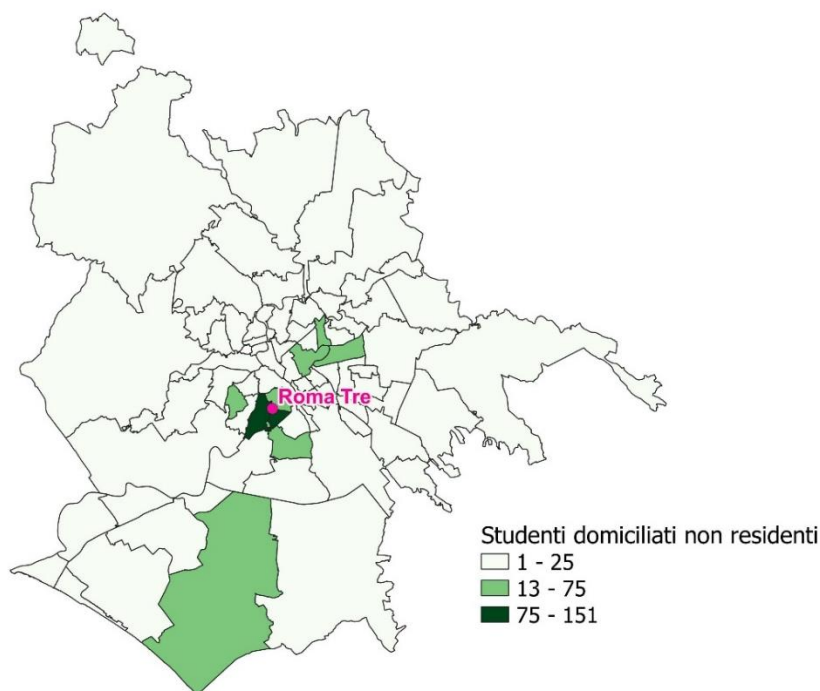 Roma Tre
Studenti domiciliati non residenti
1 - 25
13 - 75
75 - 151